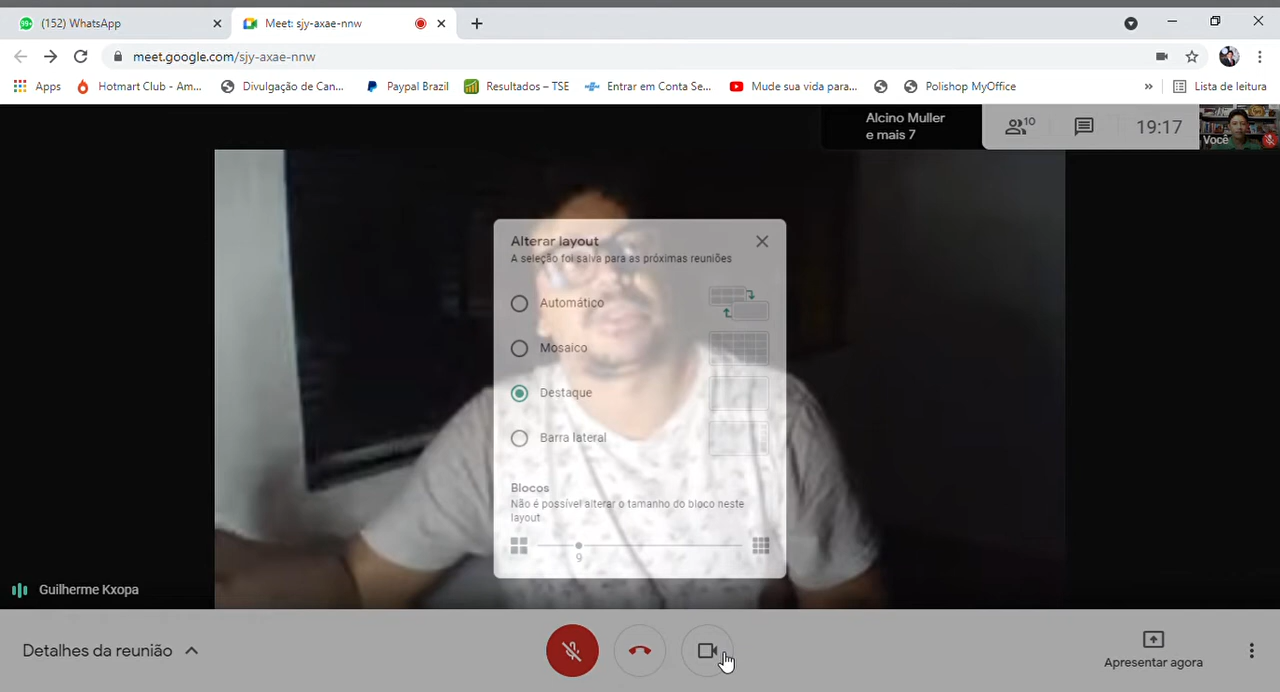 99+
(152) WhatsApp
Meet: sjy-axae-nnw
meet.google.com/sjy-axae-nnw
Apps
Hotmart Club - Am...
Divulgação de Can...
Paypal Brazil
Resultados – TSE
Entrar em Conta Se...
Mude sua vida para...
Polishop MyOffice
»
Lista de leitura
Alcino Muller
e mais 7
10
19:17
Você
Alterar layout
A seleção foi salva para as próximas reuniões
Automático
Mosaico
Destaque
Barra lateral
Blocos
Não é possível alterar o tamanho do bloco neste
layout
9
Guilherme Kxopa
Detalhes da reunião
Apresentar agora